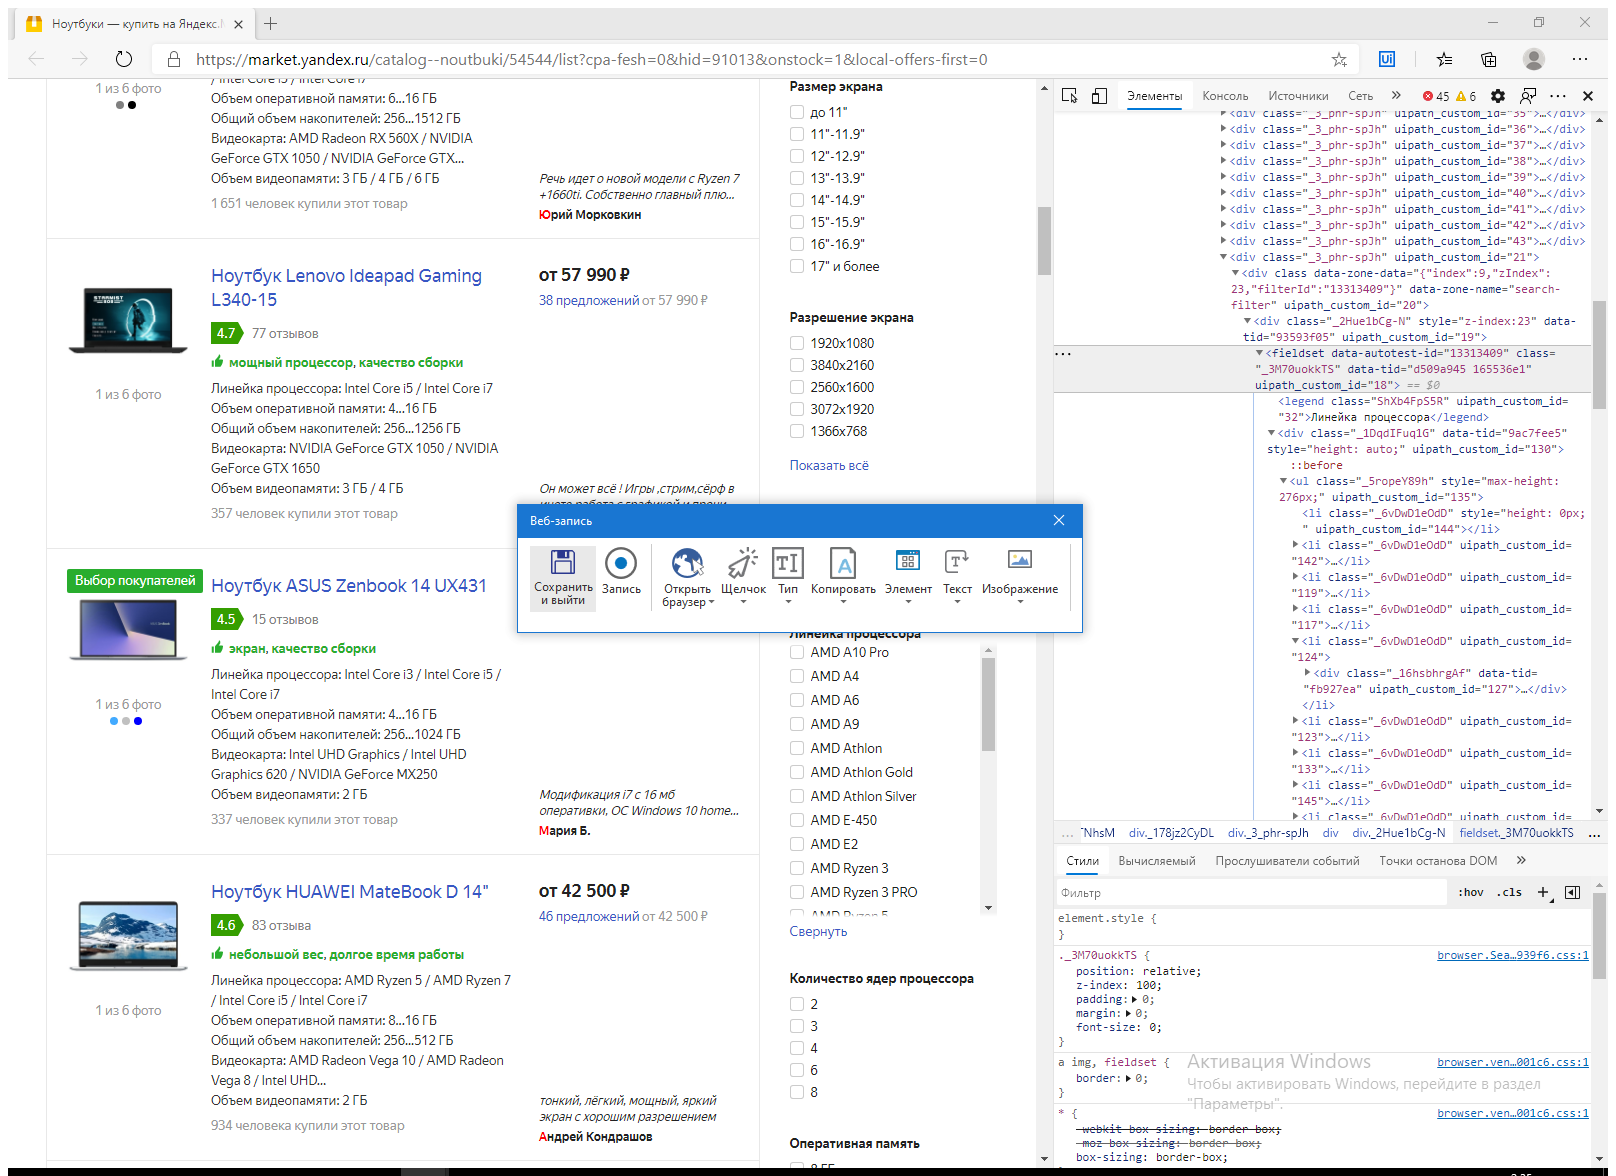 Ноутбуки — купить на Яндекс.М
https://market.yandex.ru/catalog--noutbuki/54544/list?cpa-fesh=0&hid=91013&onstock=1&local-offers-first=0
/ Intel Core i5 / Intel Core i7
1 из 6 фото
Объем оперативной памяти: 6...16 ГБ
Общий объем накопителей: 256...1512 ГБ
Видеокарта: AMD Radeon RX 560X / NVIDIA
GeForce GTX 1050 / NVIDIA GeForce GTX...
Объем видеопамяти: 3 ГБ / 4 ГБ / 6 ГБ
1 651 человек купили этот товар
Речь идет о новой модели с Ryzen 7
+1660ti. Собственно главный плю...
Юрий Морковкин
Ноутбук Lenovo Ideapad Gaming
L340-15
4.7 77 отзывов
мощный процессор, качество сборки
1 из 6 фото
Линейка процессора: Intel Core i5 / Intel Core i7
Объем оперативной памяти: 4...16 ГБ
Общий объем накопителей: 256...1256 ГБ
Видеокарта: NVIDIA GeForce GTX 1050 / NVIDIA
GeForce GTX 1650
Объем видеопамяти: 3 ГБ / 4 ГБ
357 человек купили этот товар
от 57 990 ₽
38 предложений от 57 990 ₽
Он может всё ! Игры ,стрим,сёрф в
Выбор покупателей
Ноутбук ASUS Zenbook 14 UX431
4.5 15 отзывов
экран, качество сборки
1 из 6 фото
Линейка процессора: Intel Core i3 / Intel Core i5 /
Intel Core i7
Объем оперативной памяти: 4...16 ГБ
Общий объем накопителей: 256...1024 ГБ
Видеокарта: Intel UHD Graphics / Intel UHD
Graphics 620 / NVIDIA GeForce MX250
Объем видеопамяти: 2 ГБ
337 человек купили этот товар
Модификация i7 с 16 мб
оперативки, ОС Windows 10 home...
Мария Б.
Ноутбук HUAWEI MateBook D 14"
4.6 83 отзыва
небольшой вес, долгое время работы
1 из 6 фото
Линейка процессора: AMD Ryzen 5 / AMD Ryzen 7
/ Intel Core i5 / Intel Core i7
Объем оперативной памяти: 8...16 ГБ
Общий объем накопителей: 256...512 ГБ
Видеокарта: AMD Radeon Vega 10 / AMD Radeon
Vega 8 / Intel UHD...
Объем видеопамяти: 2 ГБ
934 человека купили этот товар
от 42 500 ₽
46 предложений от 42 500 ₽
тонкий, лёгкий, мощный, яркий
экран с хорошим разрешением
Андрей Кондрашов
Размер экрана
до 11"
11"-11.9"
12"-12.9"
13"-13.9"
14"-14.9"
15"-15.9"
16"-16.9"
17" и более
Разрешение экрана
1920x1080
3840x2160
2560x1600
3072x1920
1366x768
Показать всё
Веб-запись
Сохранить
и выйти
Запись
Открыть
браузер
Щелчок
Тип
Копировать
Элемент
Текст
Изображение
Линейка процессора
AMD A10 Pro
AMD A4
AMD A6
AMD A9
AMD Athlon
AMD Athlon Gold
AMD Athlon Silver
AMD E-450
AMD E2
AMD Ryzen 3
AMD Ryzen 3 PRO
AMD Ryzen 5
Свернуть
Количество ядер процессора
2
3
4
6
8
Оперативная память
8 ГБ
Элементы Консоль Источники Сеть » 45 6
<div class="_3_phr-spJh" uipath_custom_id="35">…</div>
<div class="_3_phr-spJh" uipath_custom_id="36">…</div>
<div class="_3_phr-spJh" uipath_custom_id="37">…</div>
<div class="_3_phr-spJh" uipath_custom_id="38">…</div>
<div class="_3_phr-spJh" uipath_custom_id="39">…</div>
<div class="_3_phr-spJh" uipath_custom_id="40">…</div>
<div class="_3_phr-spJh" uipath_custom_id="41">…</div>
<div class="_3_phr-spJh" uipath_custom_id="42">…</div>
<div class="_3_phr-spJh" uipath_custom_id="43">…</div>
<div class="_3_phr-spJh" uipath_custom_id="21">
<div class data-zone-data="{"index":9,"zIndex":
23,"filterId":"13313409"}" data-zone-name="search-
filter" uipath_custom_id="20">
<div class="_2Hue1bCg-N" style="z-index:23" data-
tid="93593f05" uipath_custom_id="19">
<fieldset data-autotest-id="13313409" class=
"_3M70uokkTS" data-tid="d509a945 165536e1"
uipath_custom_id="18"> == $0
<legend class="ShXb4FpS5R" uipath_custom_id=
"32">Линейка процессора</legend>
<div class="_1DqdIFuq1G" data-tid="9ac7fee5"
style="height: auto;" uipath_custom_id="130">
::before
<ul class="_5ropeY89h" style="max-height:
276px;" uipath_custom_id="135">
<li class="_6vDwD1eOdD" style="height: 0px;
" uipath_custom_id="144"></li>
<li class="_6vDwD1eOdD" uipath_custom_id=
"142">…</li>
<li class="_6vDwD1eOdD" uipath_custom_id=
"119">…</li>
<li class="_6vDwD1eOdD" uipath_custom_id=
"117">…</li>
<li class="_6vDwD1eOdD" uipath_custom_id=
"124">
<div class="_16hsbhrgAf" data-tid=
"fb927ea" uipath_custom_id="127">…</div>
</li>
<li class="_6vDwD1eOdD" uipath_custom_id=
"123">…</li>
<li class="_6vDwD1eOdD" uipath_custom_id=
"133">…</li>
<li class="_6vDwD1eOdD" uipath_custom_id=
"145">…</li>
<li class="_6vDwD1eOdD" uipath_custom_id=
… NhsM div._178jz2CyDL div._3_phr-spJh div div._2Hue1bCg-N fieldset._3M70uokkTS …
Стили Вычисляемый Прослушиватели событий Точки останова DOM »
Фильтр :hov .cls +
element.style {
}
._3M70uokkTS { browser.Sea…939f6.css:1
position: relative;
z-index: 100;
padding: 0;
margin: 0;
font-size: 0;
}
a img, fieldset { browser.ven…001c6.css:1
border: 0;
}
* { browser.ven…001c6.css:1
-webkit-box-sizing: border-box;
-moz-box-sizing: border-box;
box-sizing: border-box;
Активация Windows
Чтобы активировать Windows, перейдите в раздел
"Параметры".